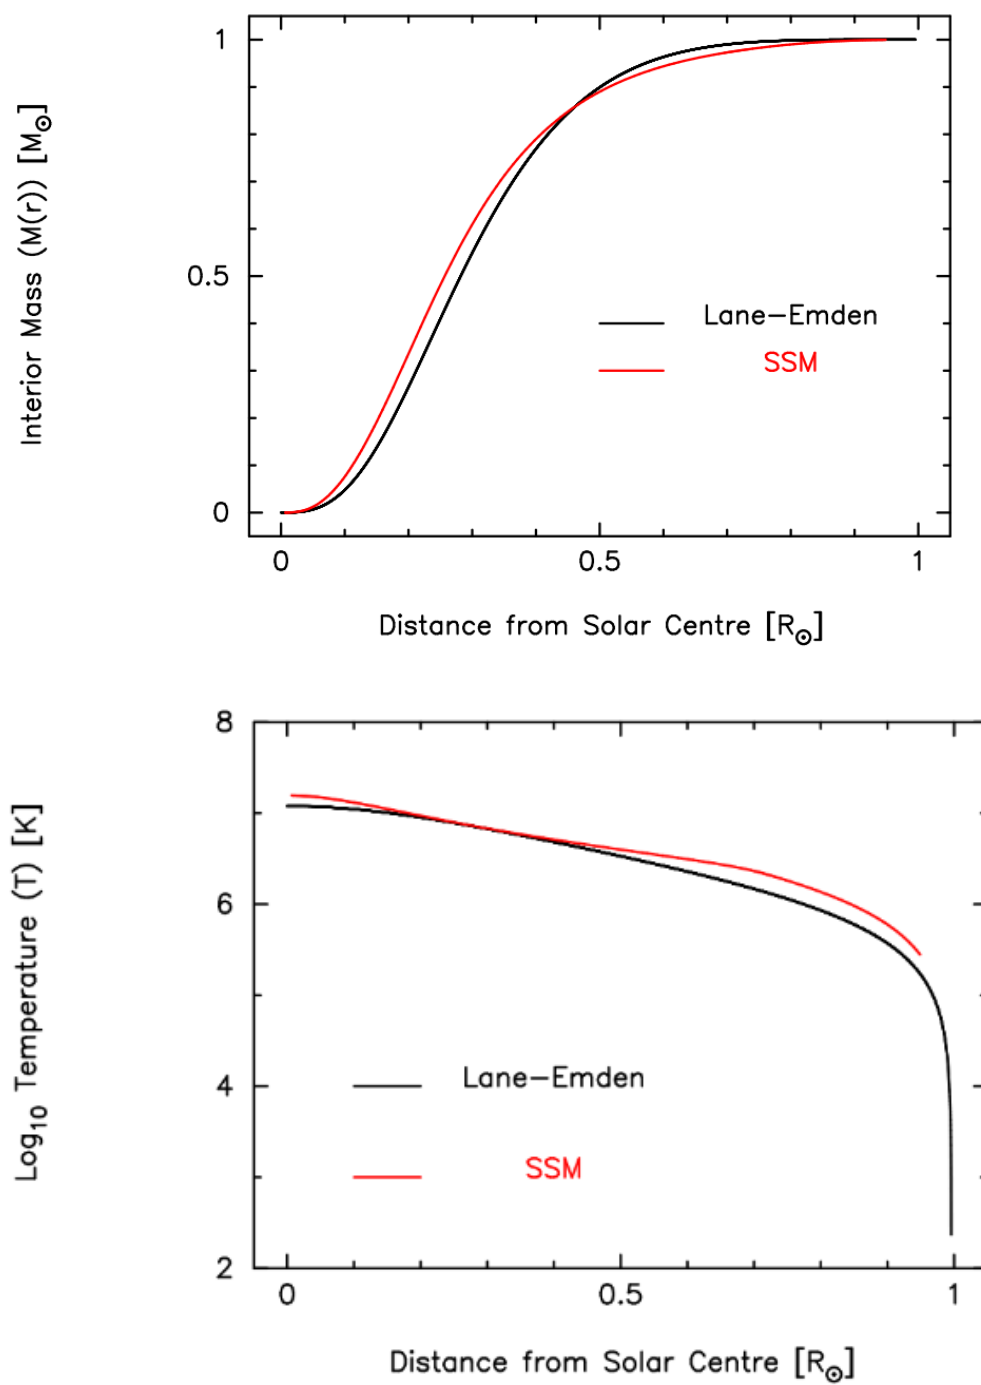 Interior Mass (M(r)) [M⊙]
1
0.5
0
Lane-Emden
SSM
0
0.5
1
Distance from Solar Centre [R⊙]
Log₁₀ Temperature (T) [K]
8
6
4
2
Lane-Emden
SSM
0
0.5
1
Distance from Solar Centre [R⊙]